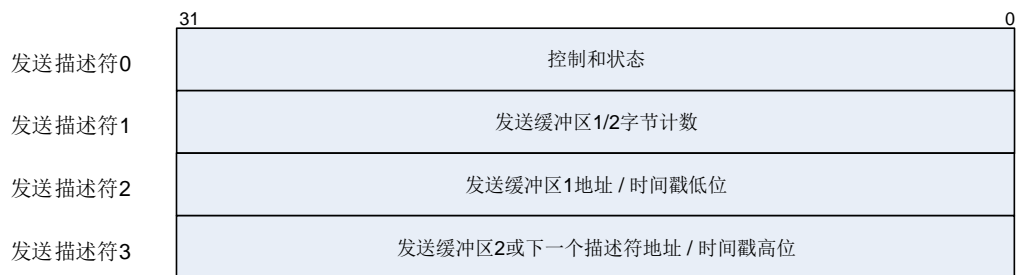 31 0
发送描述符0 控制和状态
发送描述符1 发送缓冲区1/2字节计数
发送描述符2 发送缓冲区1地址 / 时间戳低位
发送描述符3 发送缓冲区2或下一个描述符地址 / 时间戳高位